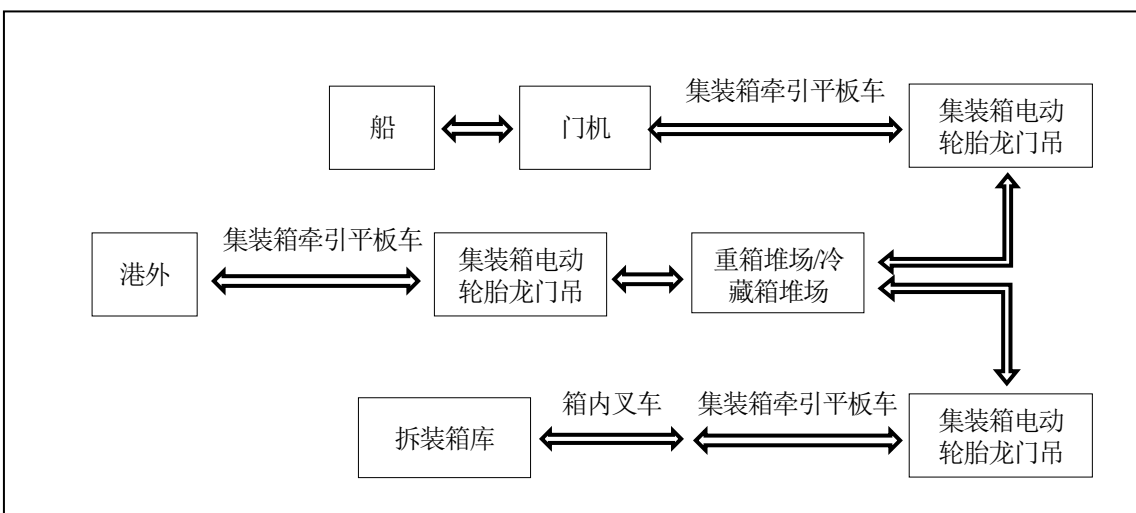 集装箱牵引平板车
船
门机
集装箱电动
轮胎龙门吊
集装箱牵引平板车
港外
集装箱电动
轮胎龙门吊
重箱堆场/冷
藏箱堆场
箱内叉车
集装箱牵引平板车
拆装箱库
集装箱电动
轮胎龙门吊